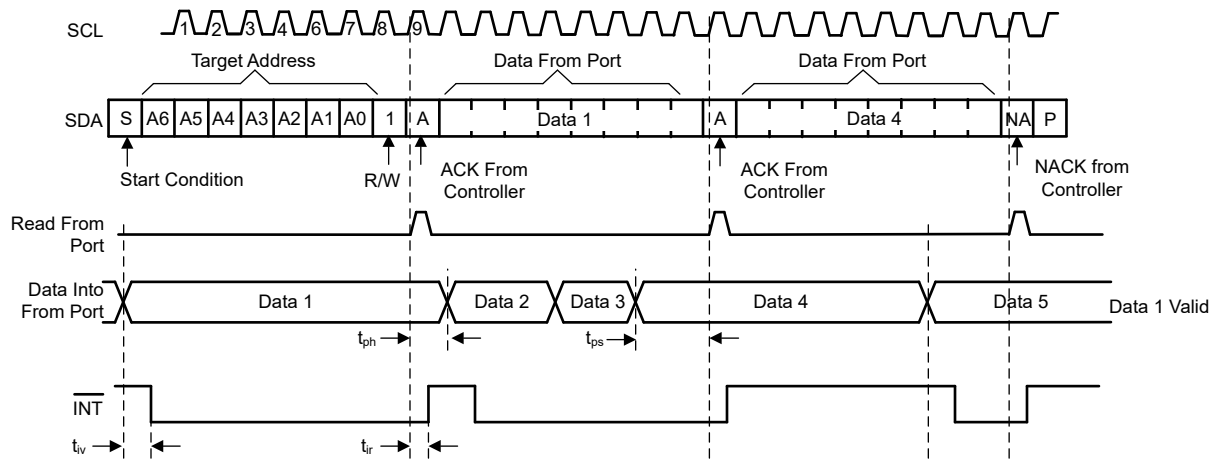 SCL
1 2 3 4 6 7 8 9
Target Address
Data From Port
Data From Port
SDA
S A6 A5 A4 A3 A2 A1 A0 1 A Data 1 A Data 4 NA P
Start Condition
R/W
ACK From
Controller
ACK From
Controller
NACK from
Controller
Read From
Port
Data Into
From Port
Data 1
Data 2
Data 3
Data 4
Data 5
Data 1 Valid
tph
tps
INT
tiv
tir